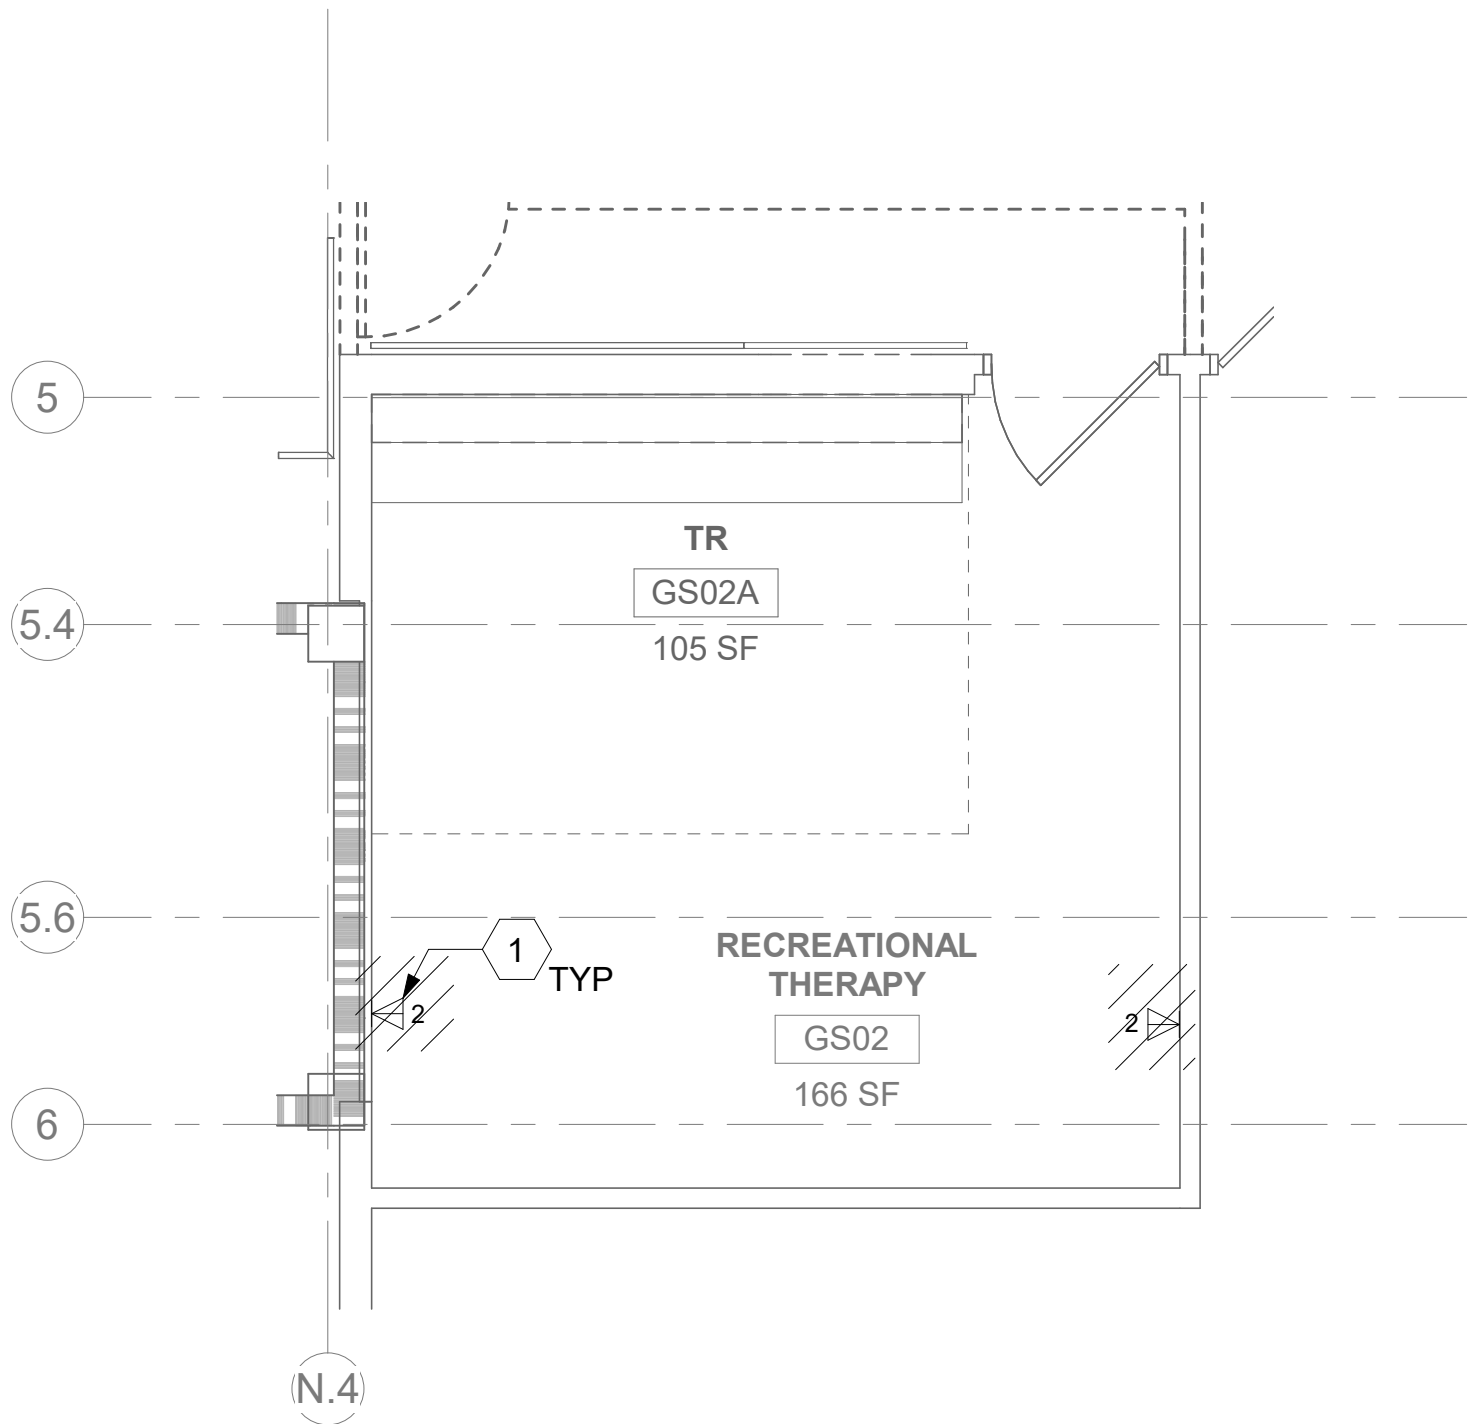 5
TR
GS02A
5.4
105 SF
5.6
1
TYP
RECREATIONAL
THERAPY
2
2
GS02
166 SF
6
N.4